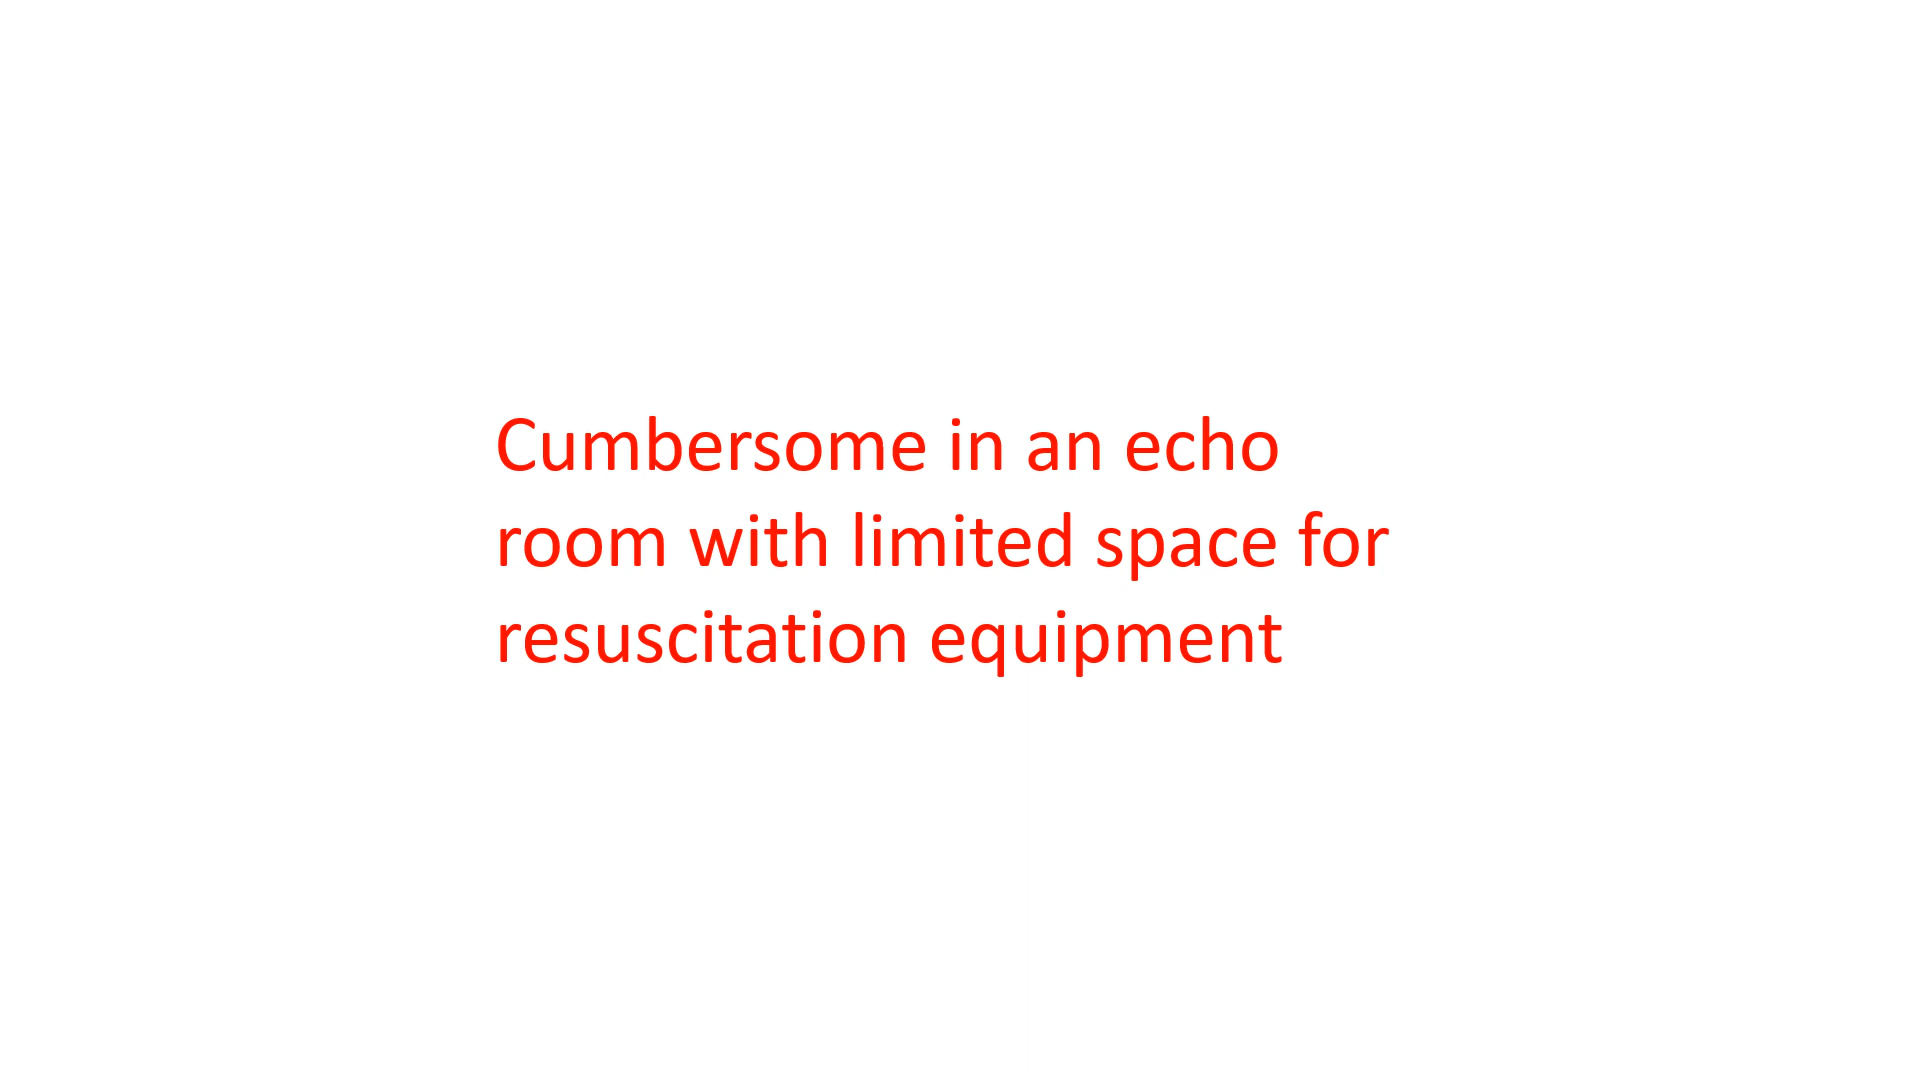 Cumbersome in an echo
room with limited space for
resuscitation equipment